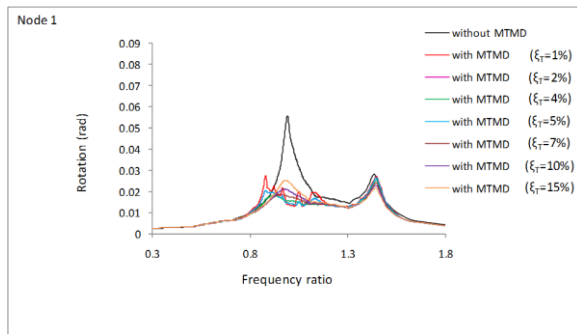 Node 1
0.09
0.08
0.07
0.06
0.05
0.04
0.03
0.02
0.01
0
Rotation (rad)
0.3 0.8 1.3 1.8
Frequency ratio
without MTMD
with MTMD (ξT=1%)
with MTMD (ξT=2%)
with MTMD (ξT=4%)
with MTMD (ξT=5%)
with MTMD (ξT=7%)
with MTMD (ξT=10%)
with MTMD (ξT=15%)